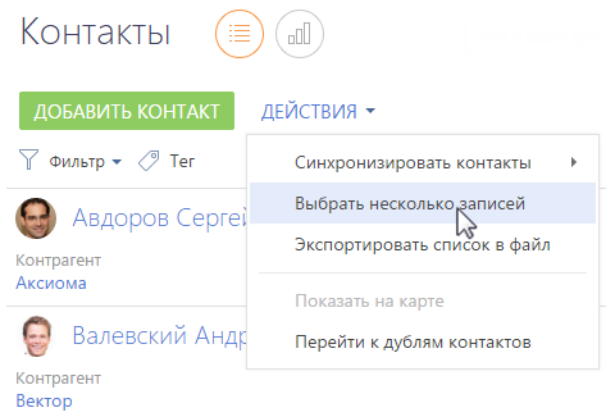 Контакты
ДОБАВИТЬ КОНТАКТ ДЕЙСТВИЯ
Фильтр Тег
Синхронизировать контакты
Выбрать несколько записей
Экспортировать список в файл
Показать на карте
Перейти к дублям контактов
Авдоров Сергей
Контрагент
Аксиома
Валевский Андр
Контрагент
Вектор